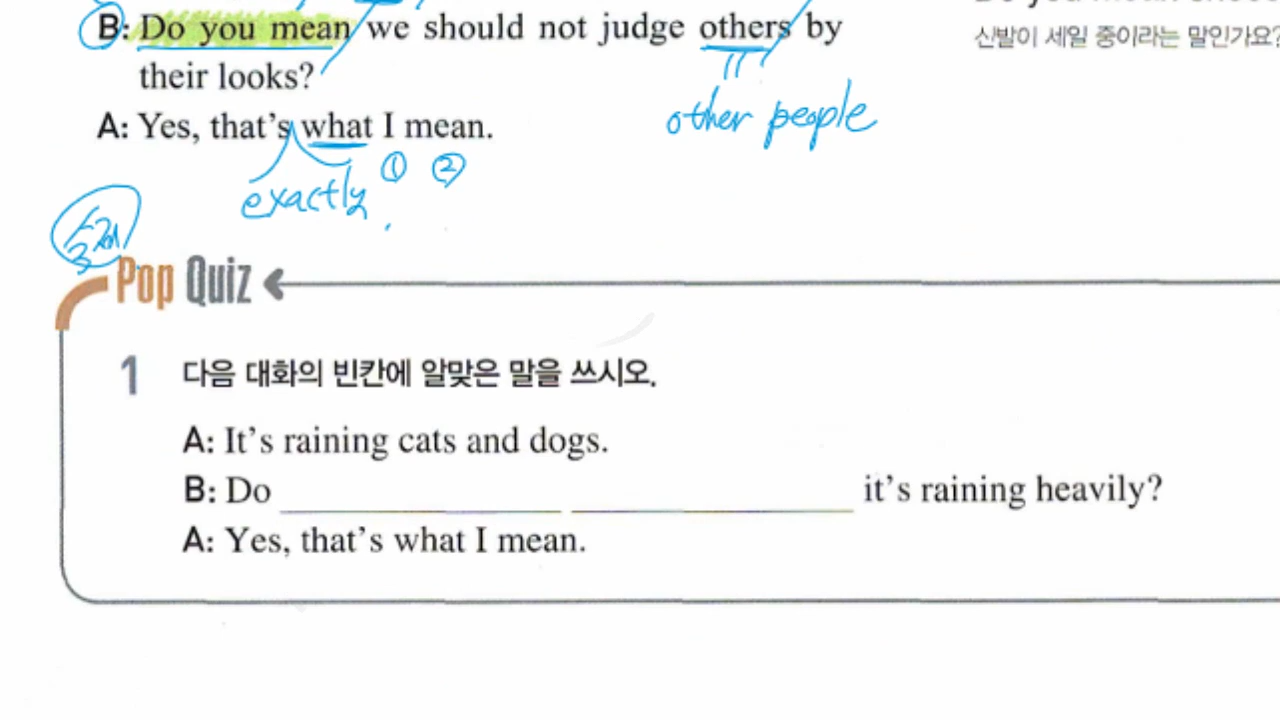 B: Do you mean we should not judge others by
신발이 세일 중이라는 말인가요?
their looks?
other people
A: Yes, that's what I mean.
① ②
exactly
Pop Quiz
1 다음 대화의 빈칸에 알맞은 말을 쓰시오.
A: It's raining cats and dogs.
B: Do it's raining heavily?
A: Yes, that's what I mean.